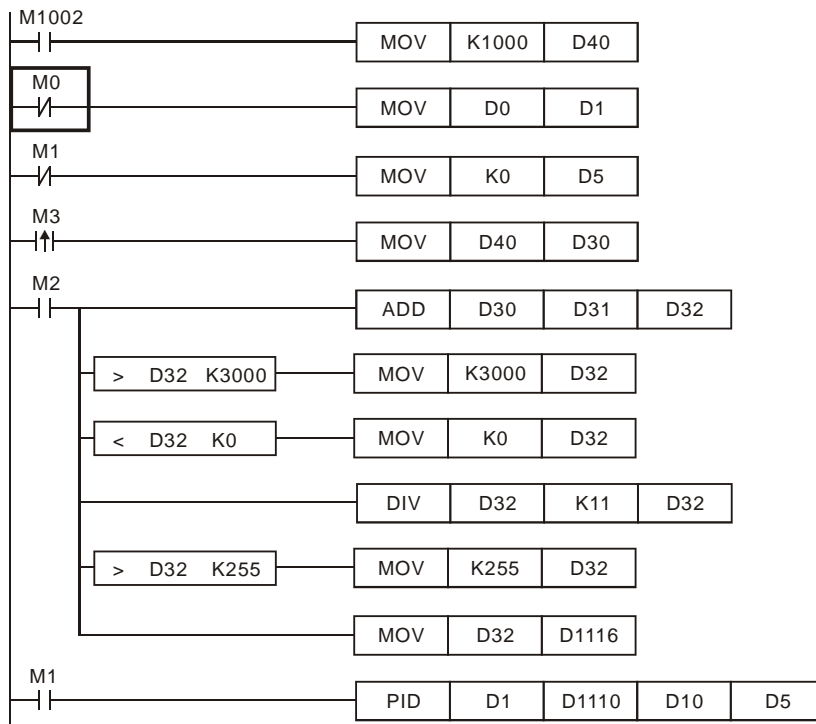 M1002
MOV K1000 D40
M0
MOV D0 D1
M1
MOV K0 D5
M3
MOV D40 D30
M2
ADD D30 D31 D32
> D32 K3000 MOV K3000 D32
< D32 K0 MOV K0 D32
DIV D32 K11 D32
> D32 K255 MOV K255 D32
MOV D32 D1116
M1
PID D1 D1110 D10 D5